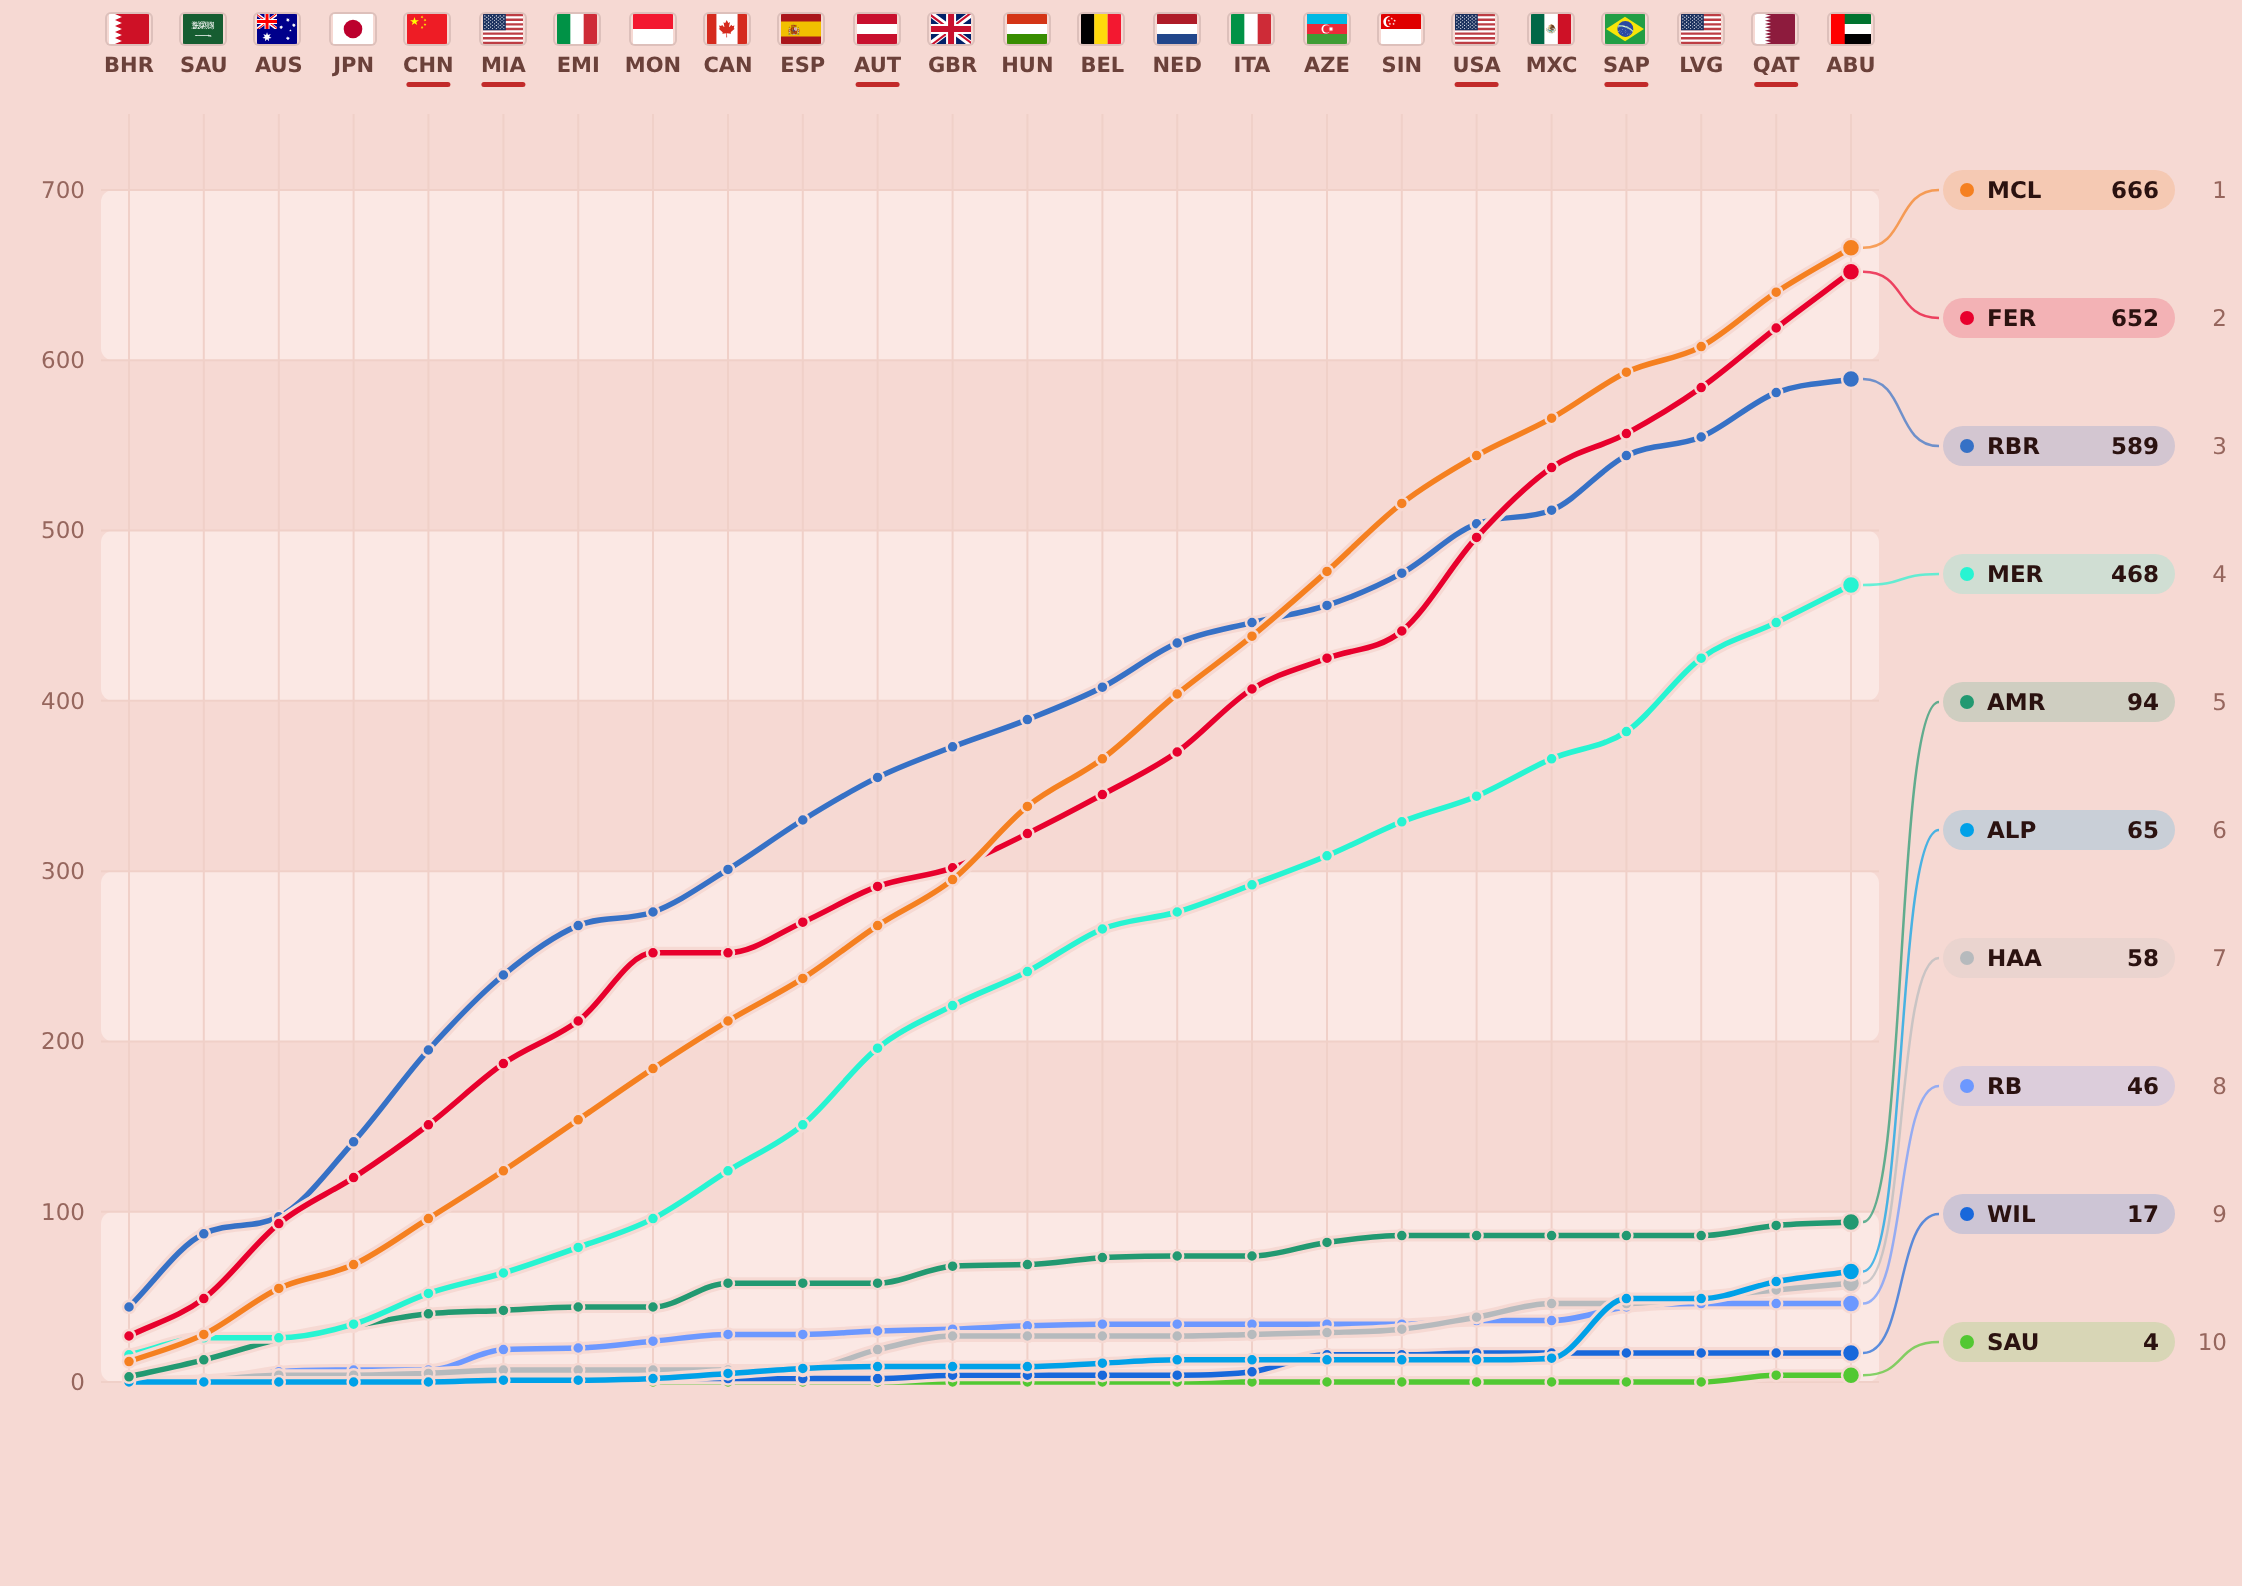 BHR SAU AUS JPN CHN MIA EMI MON CAN ESP AUT GBR HUN BEL NED ITA AZE SIN USA MXC SAP LVG QAT ABU
700
600
500
400
300
200
100
0
MCL 666 1
FER 652 2
RBR 589 3
MER 468 4
AMR 94 5
ALP 65 6
HAA 58 7
RB 46 8
WIL 17 9
SAU 4 10